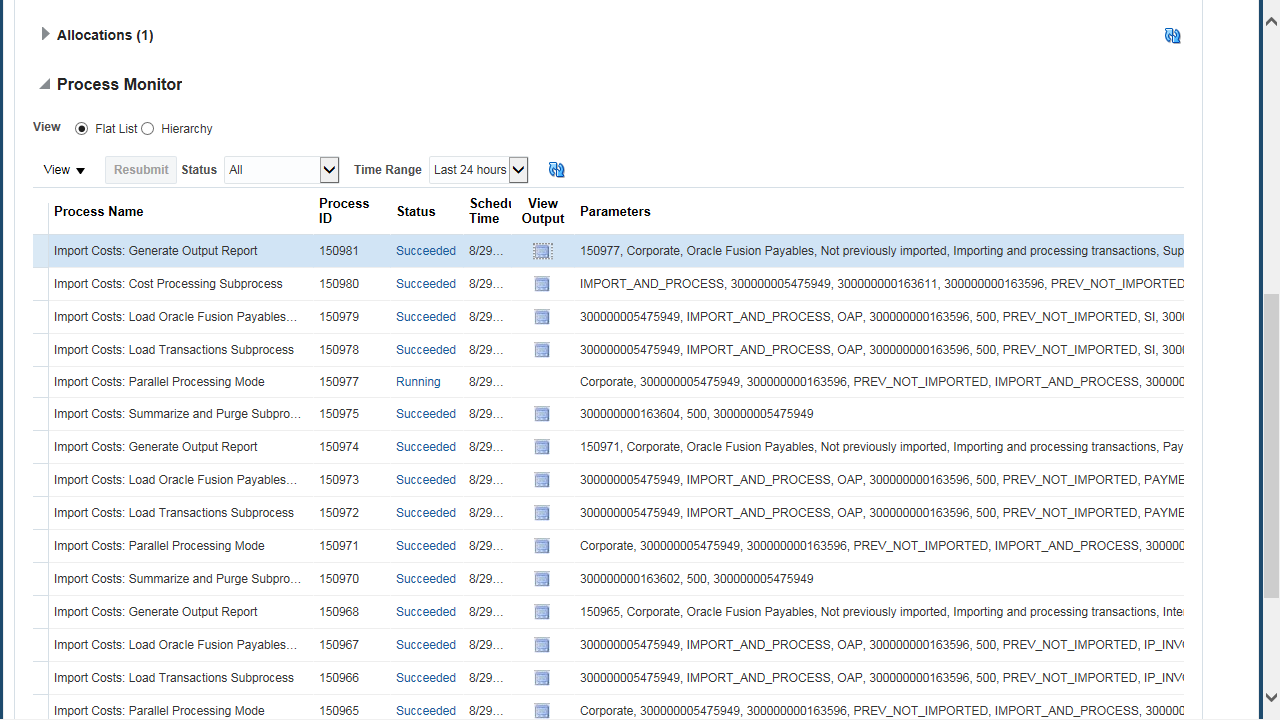 Allocations (1)
Process Monitor
View Flat List Hierarchy
View Resubmit Status All Time Range Last 24 hours
Process Name Process ID Status Schedu Time View Output Parameters
Import Costs: Generate Output Report 150981 Succeeded 8/29... 150977, Corporate, Oracle Fusion Payables, Not previously imported, Importing and processing transactions, Sup
Import Costs: Cost Processing Subprocess 150980 Succeeded 8/29... IMPORT_AND_PROCESS, 300000005475949, 300000000163611, 300000000163596, PREV_NOT_IMPORTED
Import Costs: Load Oracle Fusion Payables... 150979 Succeeded 8/29... 300000005475949, IMPORT_AND_PROCESS, OAP, 300000000163596, 500, PREV_NOT_IMPORTED, SI, 3000
Import Costs: Load Transactions Subprocess 150978 Succeeded 8/29... 300000005475949, IMPORT_AND_PROCESS, OAP, 300000000163596, 500, PREV_NOT_IMPORTED, SI, 3000
Import Costs: Parallel Processing Mode 150977 Running 8/29... Corporate, 300000005475949, 300000000163596, PREV_NOT_IMPORTED, IMPORT_AND_PROCESS, 300000
Import Costs: Summarize and Purge Subpro... 150975 Succeeded 8/29... 300000000163604, 500, 300000005475949
Import Costs: Generate Output Report 150974 Succeeded 8/29... 150971, Corporate, Oracle Fusion Payables, Not previously imported, Importing and processing transactions, Pay
Import Costs: Load Oracle Fusion Payables... 150973 Succeeded 8/29... 300000005475949, IMPORT_AND_PROCESS, OAP, 300000000163596, 500, PREV_NOT_IMPORTED, PAYME
Import Costs: Load Transactions Subprocess 150972 Succeeded 8/29... 300000005475949, IMPORT_AND_PROCESS, OAP, 300000000163596, 500, PREV_NOT_IMPORTED, PAYME
Import Costs: Parallel Processing Mode 150971 Succeeded 8/29... Corporate, 300000005475949, 300000000163596, PREV_NOT_IMPORTED, IMPORT_AND_PROCESS, 300000
Import Costs: Summarize and Purge Subpro... 150970 Succeeded 8/29... 300000000163602, 500, 300000005475949
Import Costs: Generate Output Report 150968 Succeeded 8/29... 150965, Corporate, Oracle Fusion Payables, Not previously imported, Importing and processing transactions, Inte
Import Costs: Load Oracle Fusion Payables... 150967 Succeeded 8/29... 300000005475949, IMPORT_AND_PROCESS, OAP, 300000000163596, 500, PREV_NOT_IMPORTED, IP_INVO
Import Costs: Load Transactions Subprocess 150966 Succeeded 8/29... 300000005475949, IMPORT_AND_PROCESS, OAP, 300000000163596, 500, PREV_NOT_IMPORTED, IP_INVO
Import Costs: Parallel Processing Mode 150965 Succeeded 8/29... Corporate, 300000005475949, 300000000163596, PREV_NOT_IMPORTED, IMPORT_AND_PROCESS, 300000